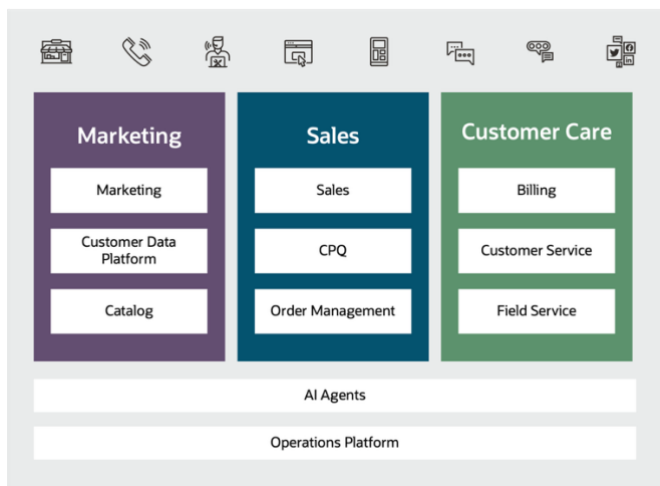 Marketing
Sales
Customer Care
Marketing
Sales
Billing
Customer Data
Platform
CPQ
Customer Service
Catalog
Order Management
Field Service
AI Agents
Operations Platform